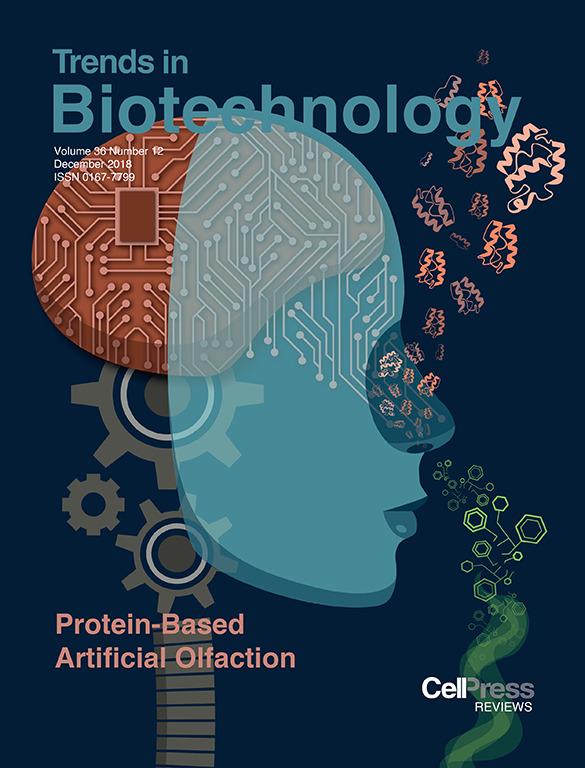 Trends in
Biotechnology
Volume 36 Number 12
December 2018
ISSN 0167-7799
Protein-Based
Artificial Olfaction
CellPress
REVIEWS